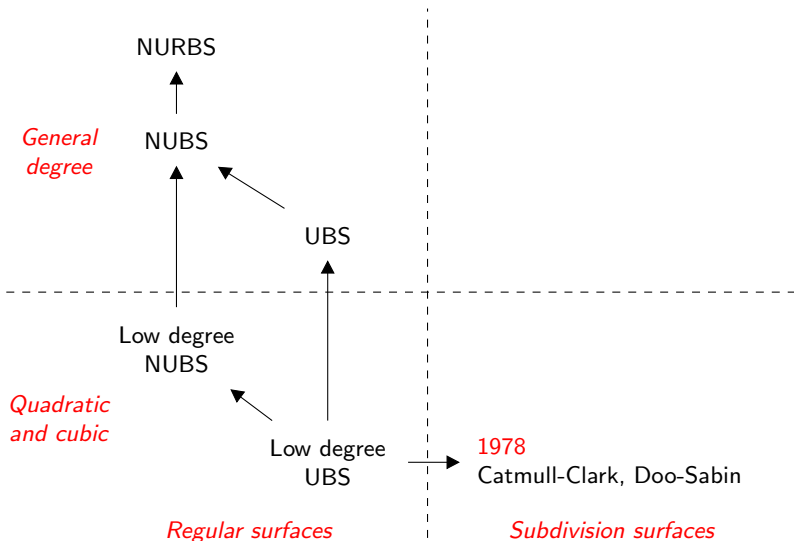 NURBS
General
degree
NUBS
UBS
Low degree
NUBS
Quadratic
and cubic
Low degree
UBS
1978
Catmull-Clark, Doo-Sabin
Regular surfaces
Subdivision surfaces